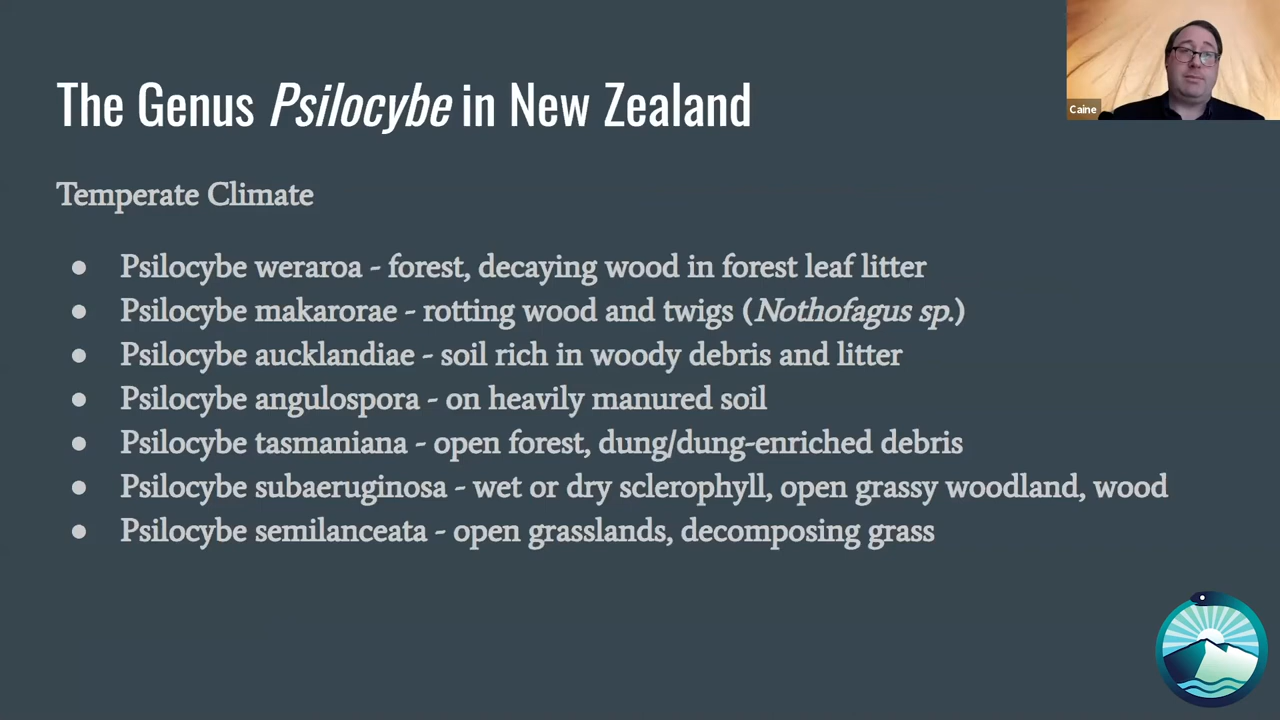 The Genus Psilocybe in New Zealand
Caine
Temperate Climate
● Psilocybe weraroa - forest, decaying wood in forest leaf litter
● Psilocybe makarorae - rotting wood and twigs (Nothofagus sp.)
● Psilocybe aucklandiae - soil rich in woody debris and litter
● Psilocybe angulospora - on heavily manured soil
● Psilocybe tasmaniana - open forest, dung/dung-enriched debris
● Psilocybe subaeruginosa - wet or dry sclerophyll, open grassy woodland, wood
● Psilocybe semilanceata - open grasslands, decomposing grass